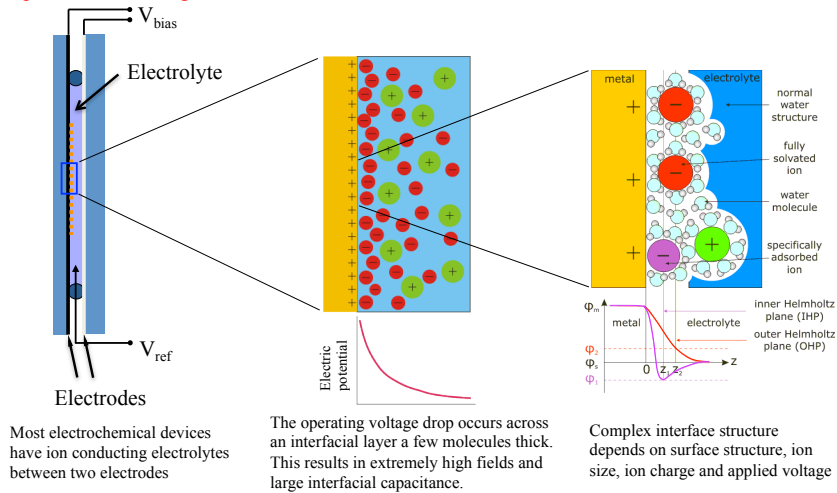 V_bias
Electrolyte
V_ref
Electrodes
Most electrochemical devices
have ion conducting electrolytes
between two electrodes
Electric
potential
The operating voltage drop occurs across
an interfacial layer a few molecules thick.
This results in extremely high fields and
large interfacial capacitance.
metal
electrolyte
normal
water
structure
fully
solvated
ion
water
molecule
specifically
adsorbed
ion
φm
metal
electrolyte
inner Helmholtz
plane (IHP)
outer Helmholtz
plane (OHP)
φ2
φs
φ1
0
z1
z2
z
Complex interface structure
depends on surface structure, ion
size, ion charge and applied voltage